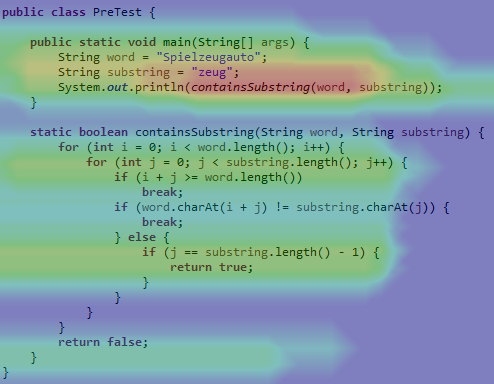 public class PreTest {
public static void main(String[] args) {
String word = "Spielzeugauto";
String substring = "zeug";
System.out.println(containsSubstring(word, substring));
}
static boolean containsSubstring(String word, String substring) {
for (int i = 0; i < word.length(); i++) {
for (int j = 0; j < substring.length(); j++) {
if (i + j >= word.length())
break;
if (word.charAt(i + j) != substring.charAt(j)) {
break;
} else {
if (j == substring.length() - 1) {
return true;
}
}
}
}
return false;
}
}